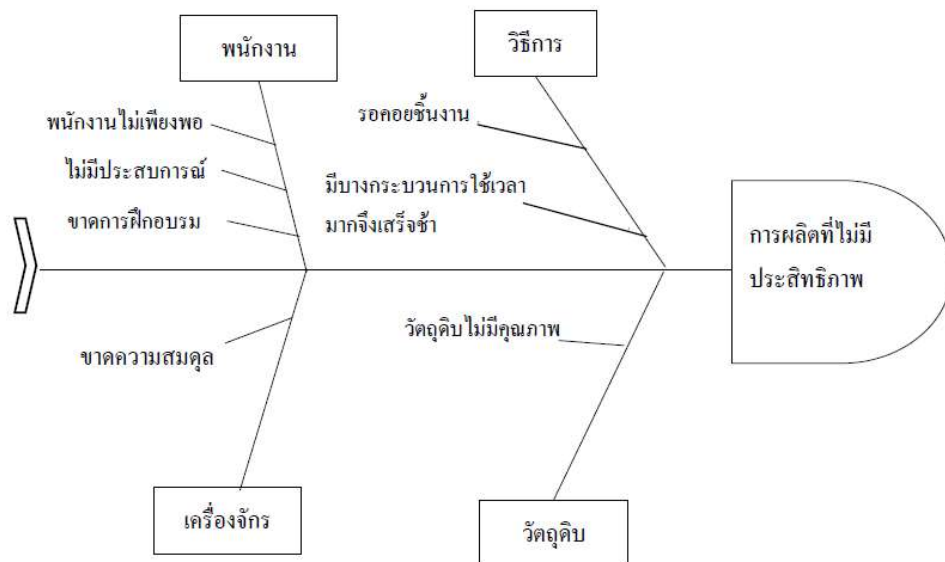 พนักงาน
วิธีการ
พนักงานไม่เพียงพอ
ไม่มีประสบการณ์
ขาดการฝึกอบรม
รอคอยชิ้นงาน
มีบางกระบวนการใช้เวลา
มากจึงเสร็จช้า
การผลิตที่ไม่มี
ประสิทธิภาพ
ขาดความสมดุล
วัตถุดิบไม่มีคุณภาพ
เครื่องจักร
วัตถุดิบ